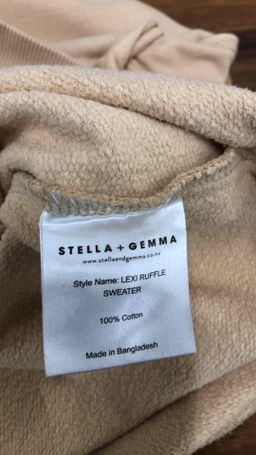 STELLA + GEMMA
www.stellaandgemma.co.nz
Style Name: LEXI RUFFLE
SWEATER
100% Cotton
Made in Bangladesh